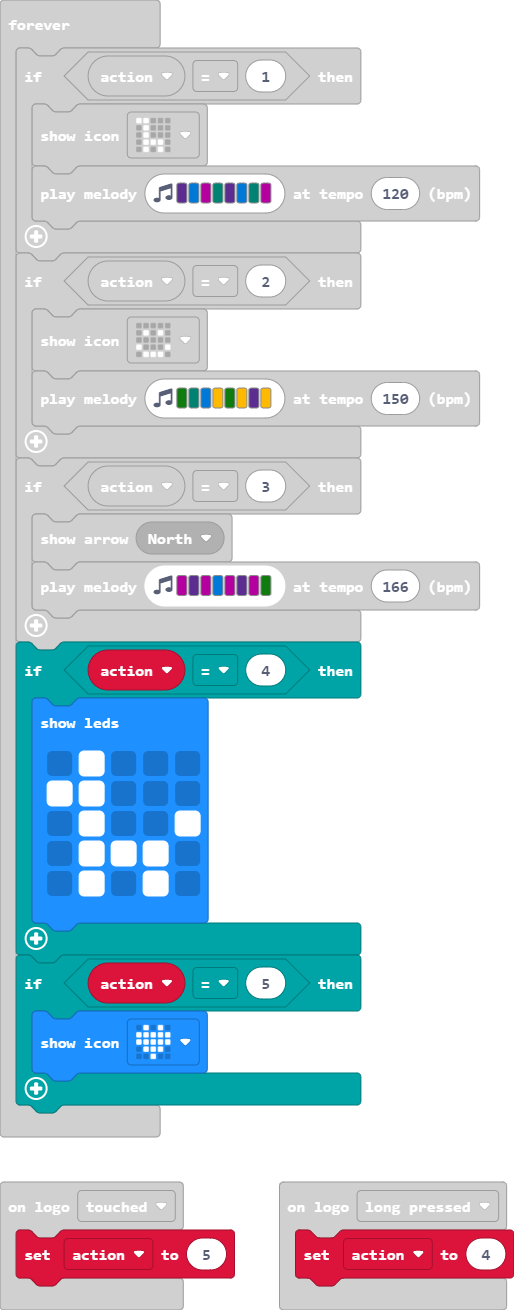 forever
if action = 1 then
show icon
play melody at tempo 120 (bpm)
if action = 2 then
show icon
play melody at tempo 150 (bpm)
if action = 3 then
show arrow North
play melody at tempo 166 (bpm)
if action = 4 then
show leds
if action = 5 then
show icon
on logo touched
set action to 5
on logo long pressed
set action to 4